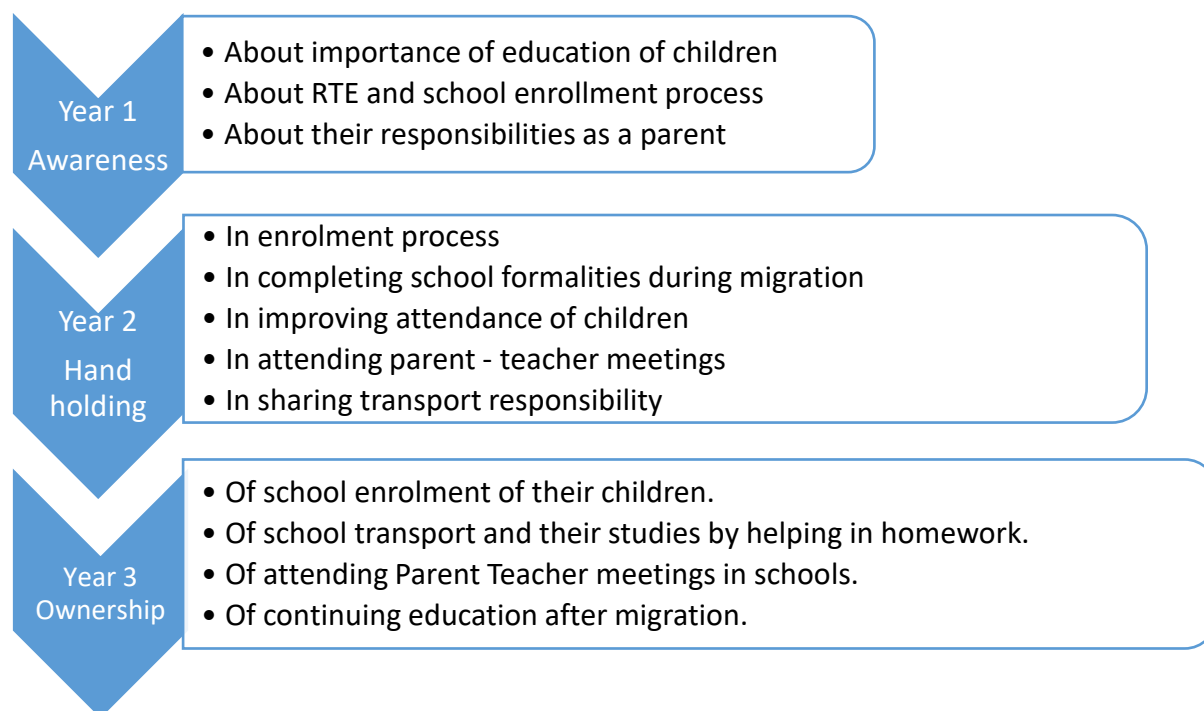 Year 1
Awareness
• About importance of education of children
• About RTE and school enrollment process
• About their responsibilities as a parent
Year 2
Hand
holding
• In enrolment process
• In completing school formalities during migration
• In improving attendance of children
• In attending parent - teacher meetings
• In sharing transport responsibility
Year 3
Ownership
• Of school enrolment of their children.
• Of school transport and their studies by helping in homework.
• Of attending Parent Teacher meetings in schools.
• Of continuing education after migration.